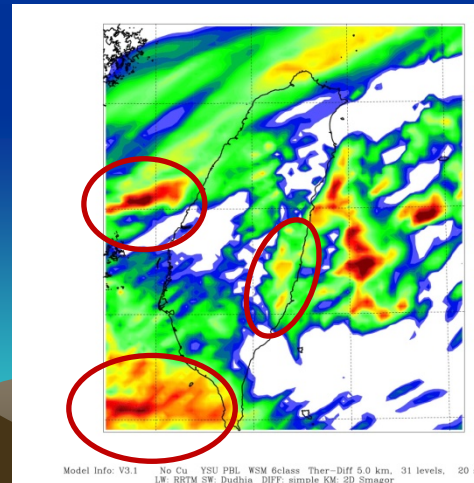 Model Info: V3.1 No Cu YSU PBL WSM 6class Ther-Diff 5.0 km, 31 levels, 20
LW: RRTM SW: Dudhia DIFF: simple KM: 2D Smagor